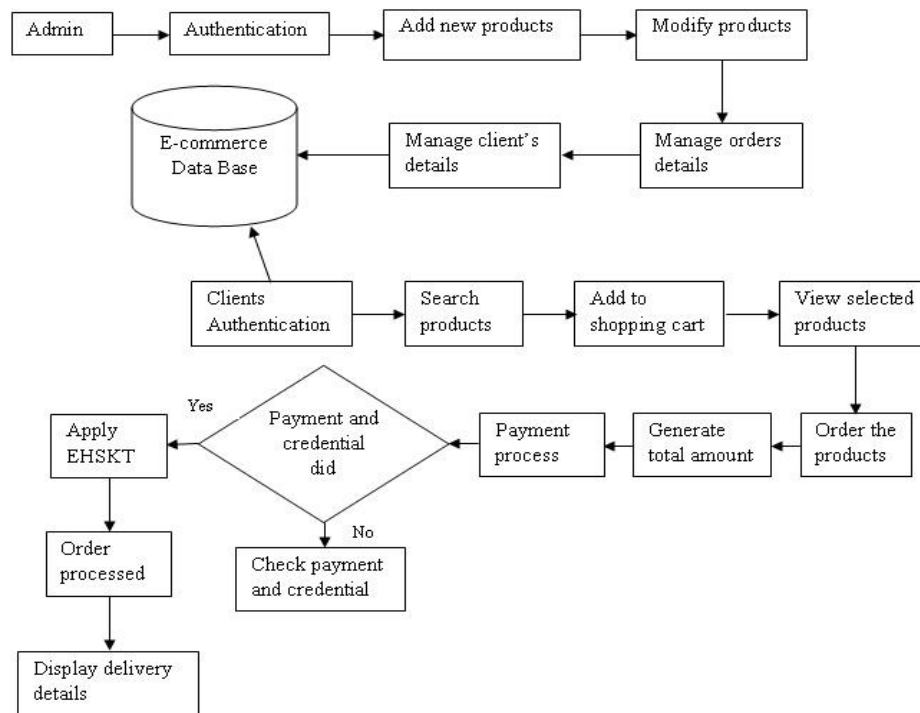 Admin
Authentication
Add new products
Modify products
E-commerce
Data Base
Manage client's
details
Manage orders
details
Clients
Authentication
Search
products
Add to
shopping cart
View selected
products
Yes
Apply
EHSKT
Payment and
credential
did
Payment
process
Generate
total amount
Order the
products
No
Order
processed
Check payment
and credential
Display delivery
details